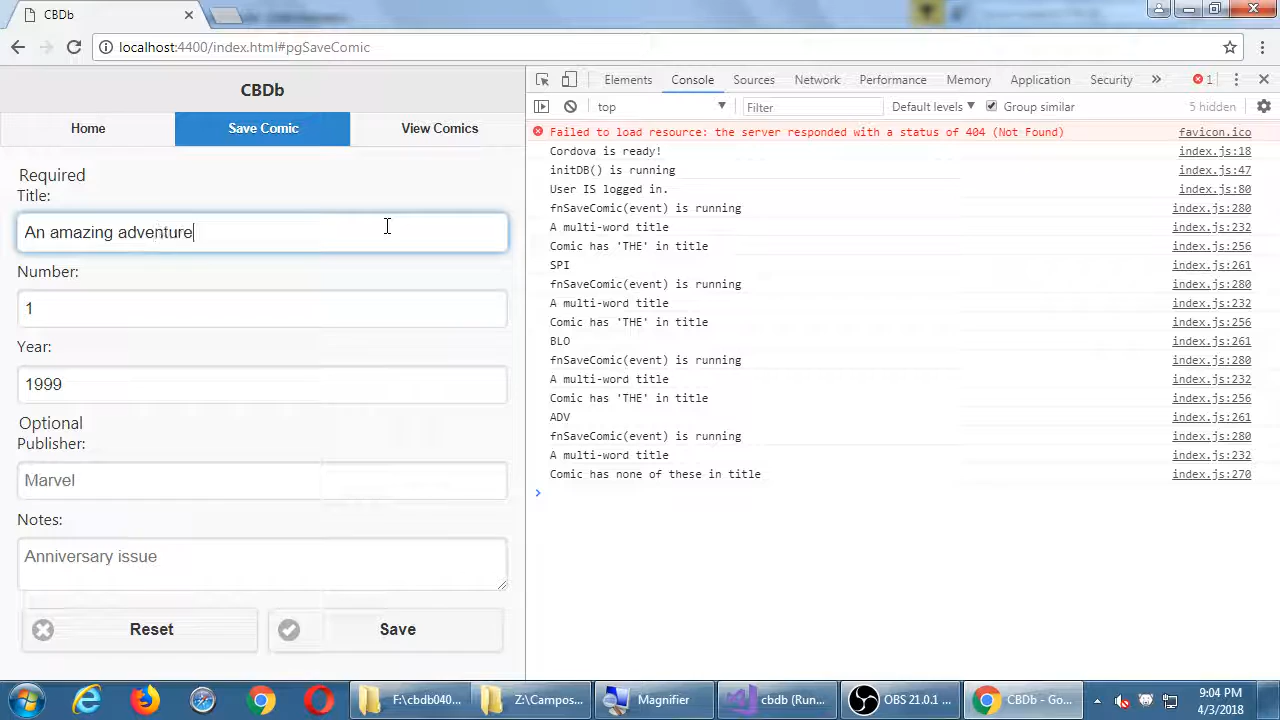 CBDb
localhost:4400/index.html#pgSaveComic
CBDb
Home
Save Comic
View Comics
Required
Title:
An amazing adventure
Number:
1
Year:
1999
Optional
Publisher:
Marvel
Notes:
Anniversary issue
Reset
Save
Elements Console Sources Network Performance Memory Application Security » 1
top Filter Default levels Group similar 5 hidden
Failed to load resource: the server responded with a status of 404 (Not Found) favicon.ico
Cordova is ready! index.js:18
initDB() is running index.js:47
User IS logged in. index.js:80
fnSaveComic(event) is running index.js:280
A multi-word title index.js:232
Comic has 'THE' in title index.js:256
SPI index.js:261
fnSaveComic(event) is running index.js:280
A multi-word title index.js:232
Comic has 'THE' in title index.js:256
BLO index.js:261
fnSaveComic(event) is running index.js:280
A multi-word title index.js:232
Comic has 'THE' in title index.js:256
ADV index.js:261
fnSaveComic(event) is running index.js:280
A multi-word title index.js:232
Comic has none of these in title index.js:270
F:\cbdb040...
Z:\Campos...
Magnifier
cbdb (Run...
OBS 21.0.1 ...
CBDb - Go...
9:04 PM
4/3/2018